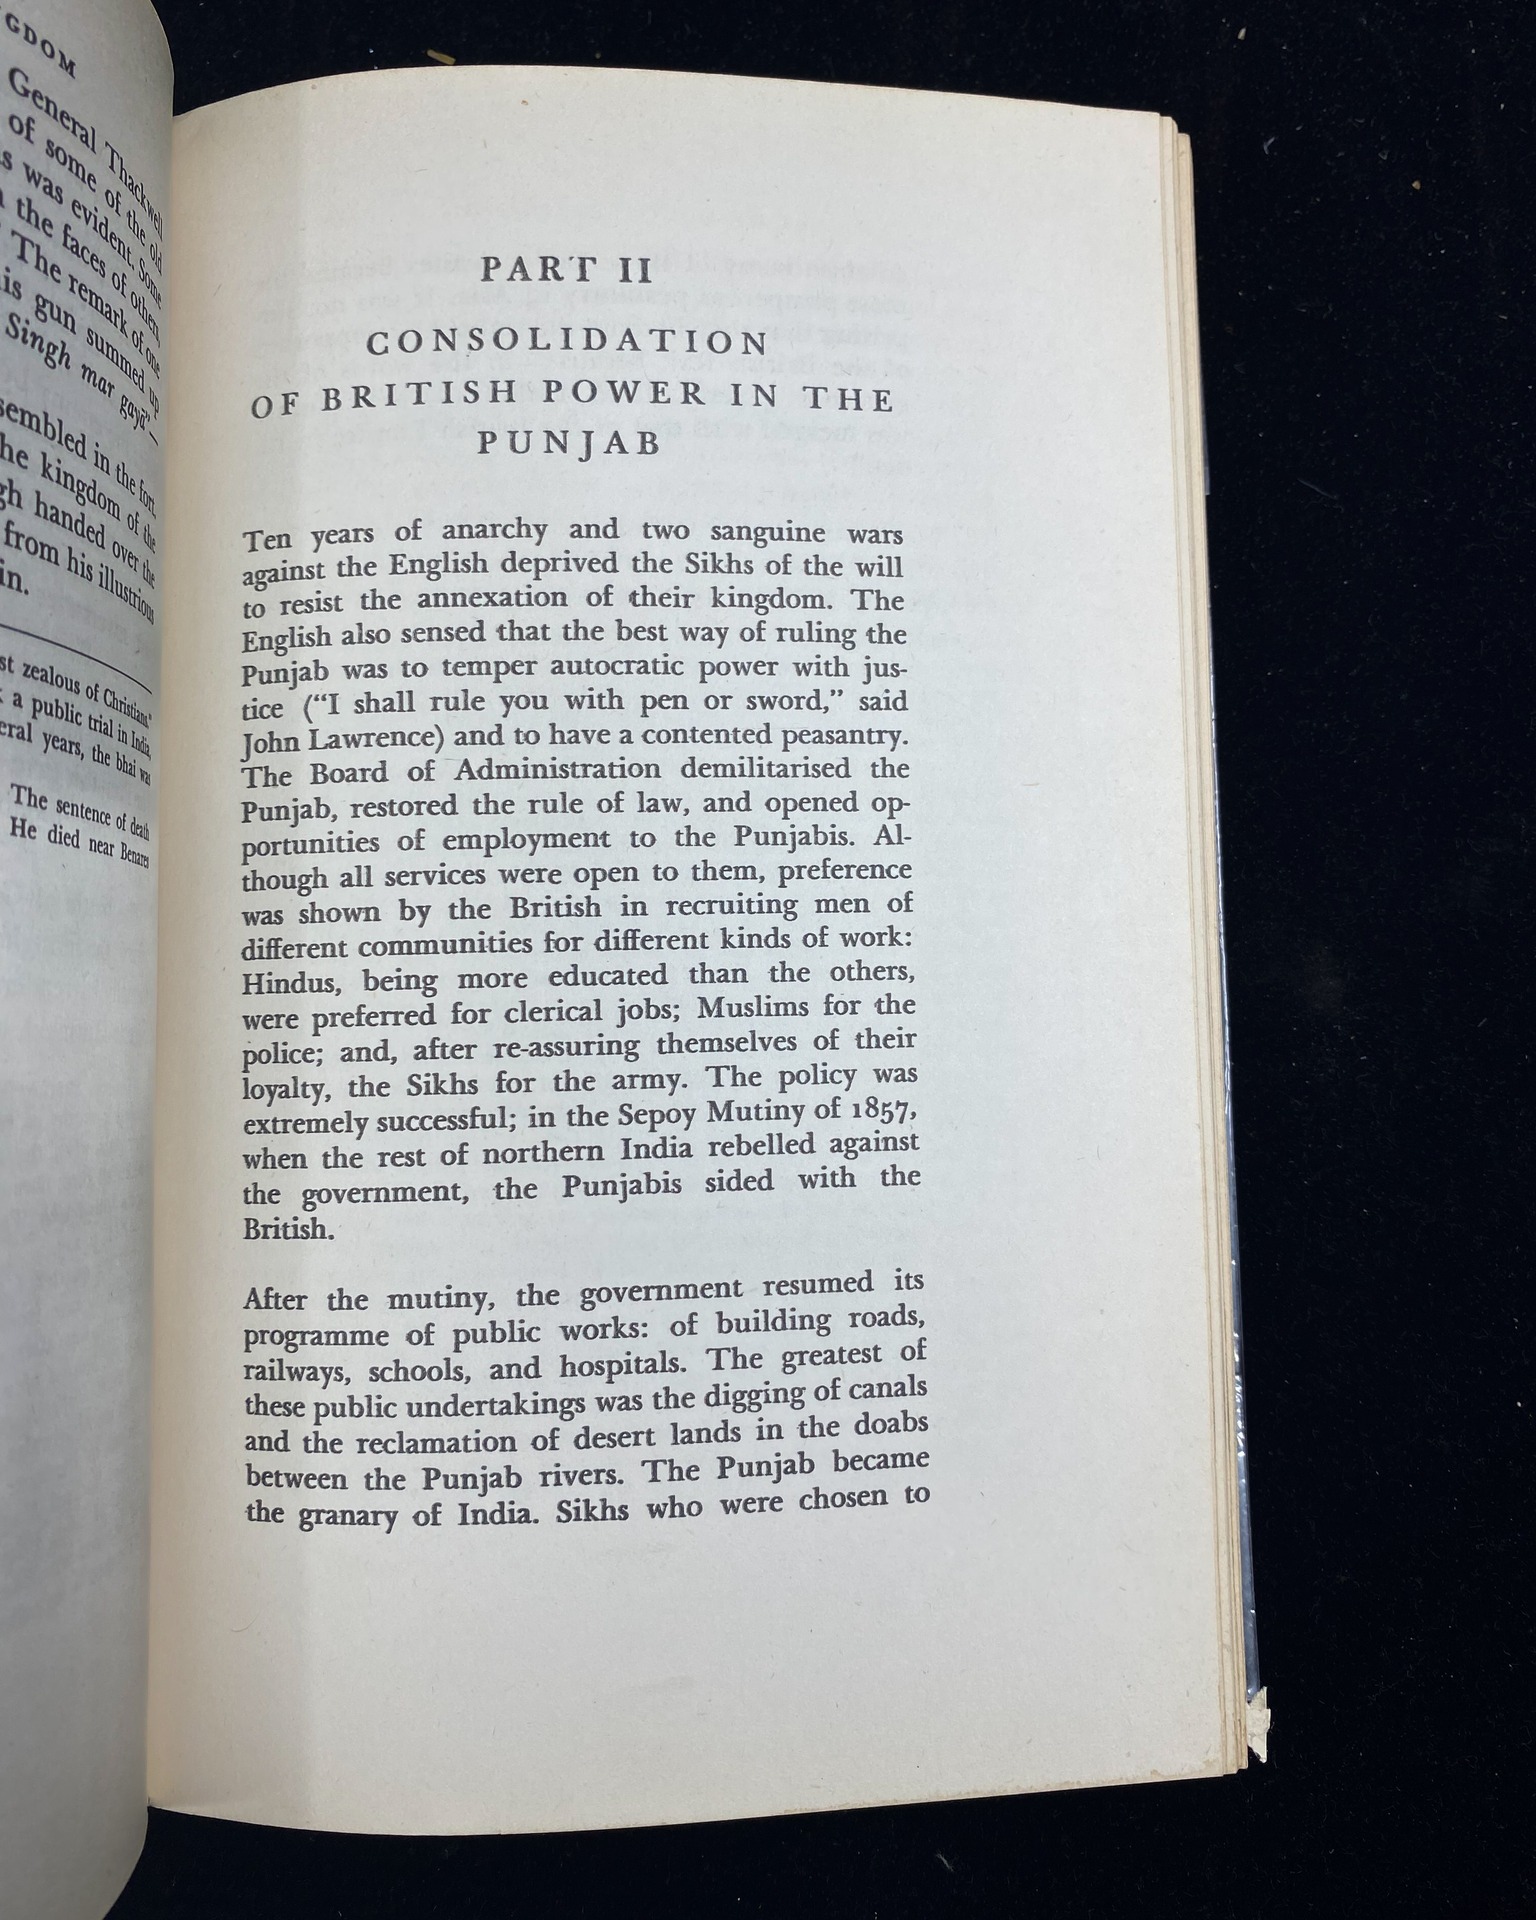 GDOM
General Thackwell
of some of the old
s was evident. Some
the faces of others,
The remark of one
is gun summed up
Singh mar gayā"—
sembled in the fort,
he kingdom of the
gh handed over the
from his illustrious
in.
st zealous of Christians"
a public trial in India,
eral years, the bhai was
The sentence of death
He died near Benares
PART II
CONSOLIDATION
OF BRITISH POWER IN THE
PUNJAB
Ten years of anarchy and two sanguine wars
against the English deprived the Sikhs of the will
to resist the annexation of their kingdom. The
English also sensed that the best way of ruling the
Punjab was to temper autocratic power with jus-
tice (“I shall rule you with pen or sword,” said
John Lawrence) and to have a contented peasantry.
The Board of Administration demilitarised the
Punjab, restored the rule of law, and opened op-
portunities of employment to the Punjabis. Al-
though all services were open to them, preference
was shown by the British in recruiting men of
different communities for different kinds of work:
Hindus, being more educated than the others,
were preferred for clerical jobs; Muslims for the
police; and, after re-assuring themselves of their
loyalty, the Sikhs for the army. The policy was
extremely successful; in the Sepoy Mutiny of 1857,
when the rest of northern India rebelled against
the government, the Punjabis sided with the
British.
After the mutiny, the government resumed its
programme of public works: of building roads,
railways, schools, and hospitals. The greatest of
these public undertakings was the digging of canals
and the reclamation of desert lands in the doabs
between the Punjab rivers. The Punjab became
the granary of India. Sikhs who were chosen to